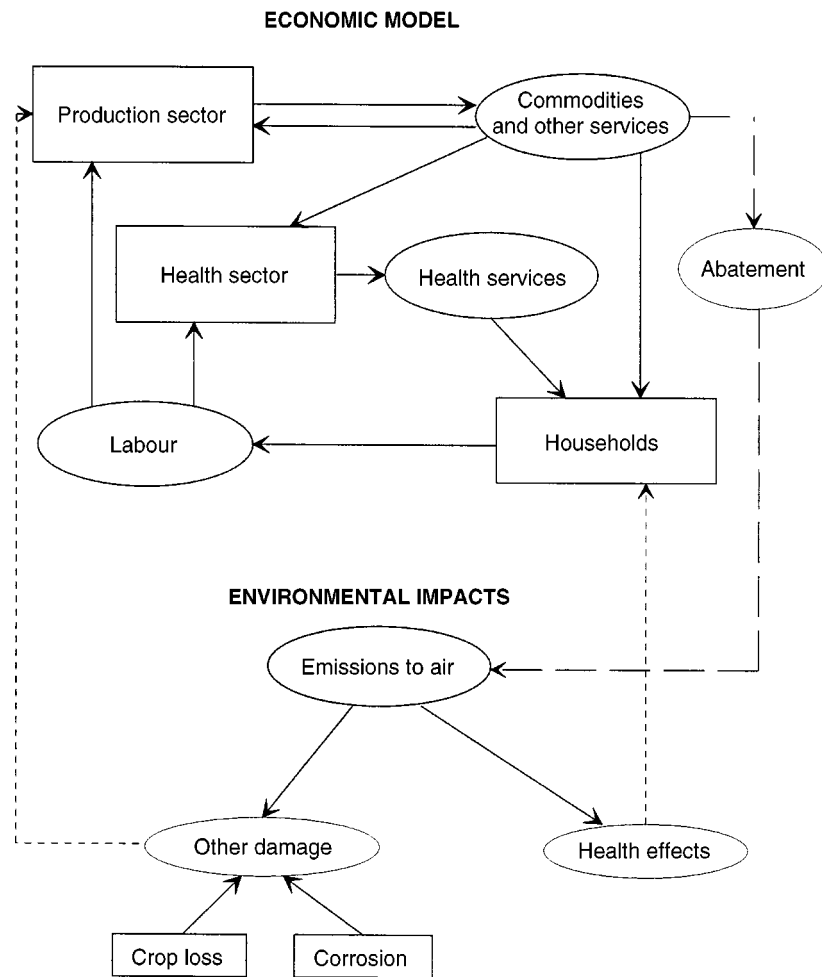 ECONOMIC MODEL
Production sector
Commodities
and other services
Health sector
Health services
Abatement
Labour
Households
ENVIRONMENTAL IMPACTS
Emissions to air
Other damage
Health effects
Crop loss
Corrosion